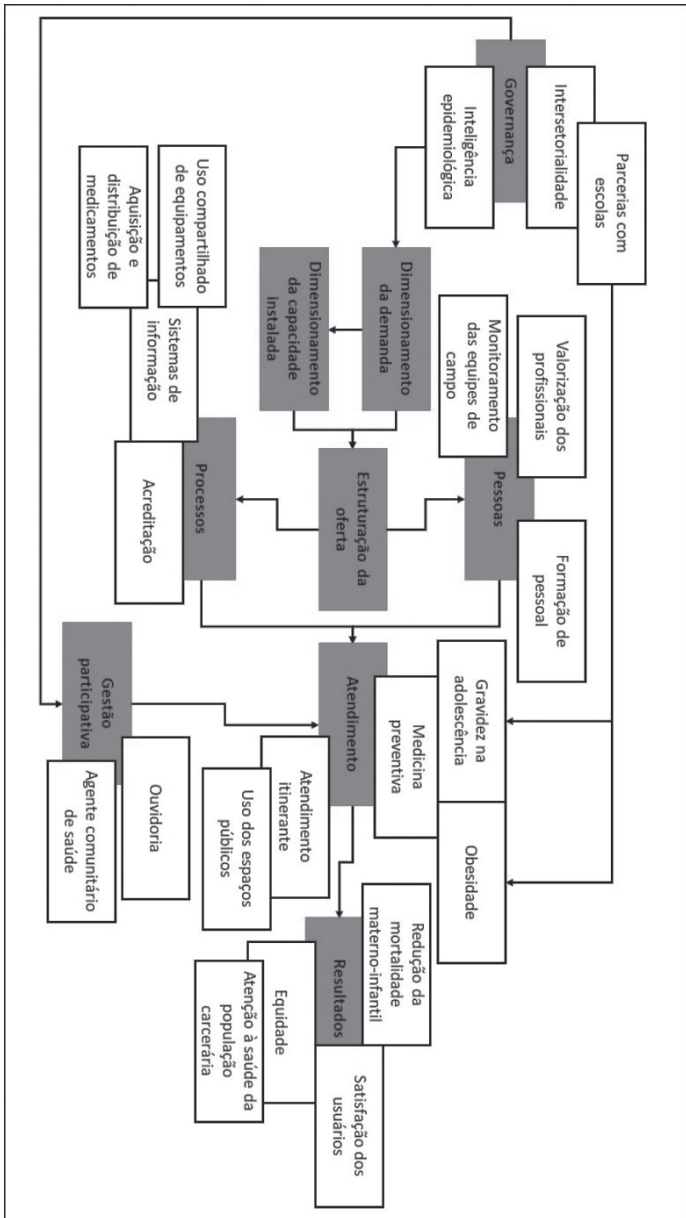 Parcerias com
escolas
Intersetorialidade
Governança
Inteligência
epidemiológica
Valorização dos
profissionais
Formação de
pessoal
Monitoramento
das equipes de
campo
Pessoas
Dimensionamento
da demanda
Dimensionamento
da capacidade
instalada
Estruturação da
oferta
Uso compartilhado
de equipamentos
Aquisição e
distribuição de
medicamentos
Sistemas de
informação
Processos
Acreditação
Gravidez na
adolescência
Obesidade
Medicina
preventiva
Atendimento
Atendimento
itinerante
Uso dos espaços
públicos
Gestão
participativa
Ouvidoria
Agente comunitário
de saúde
Redução da
mortalidade
materno-infantil
Resultados
Satisfação dos
usuários
Equidade
Atenção à saúde da
população
carcerária